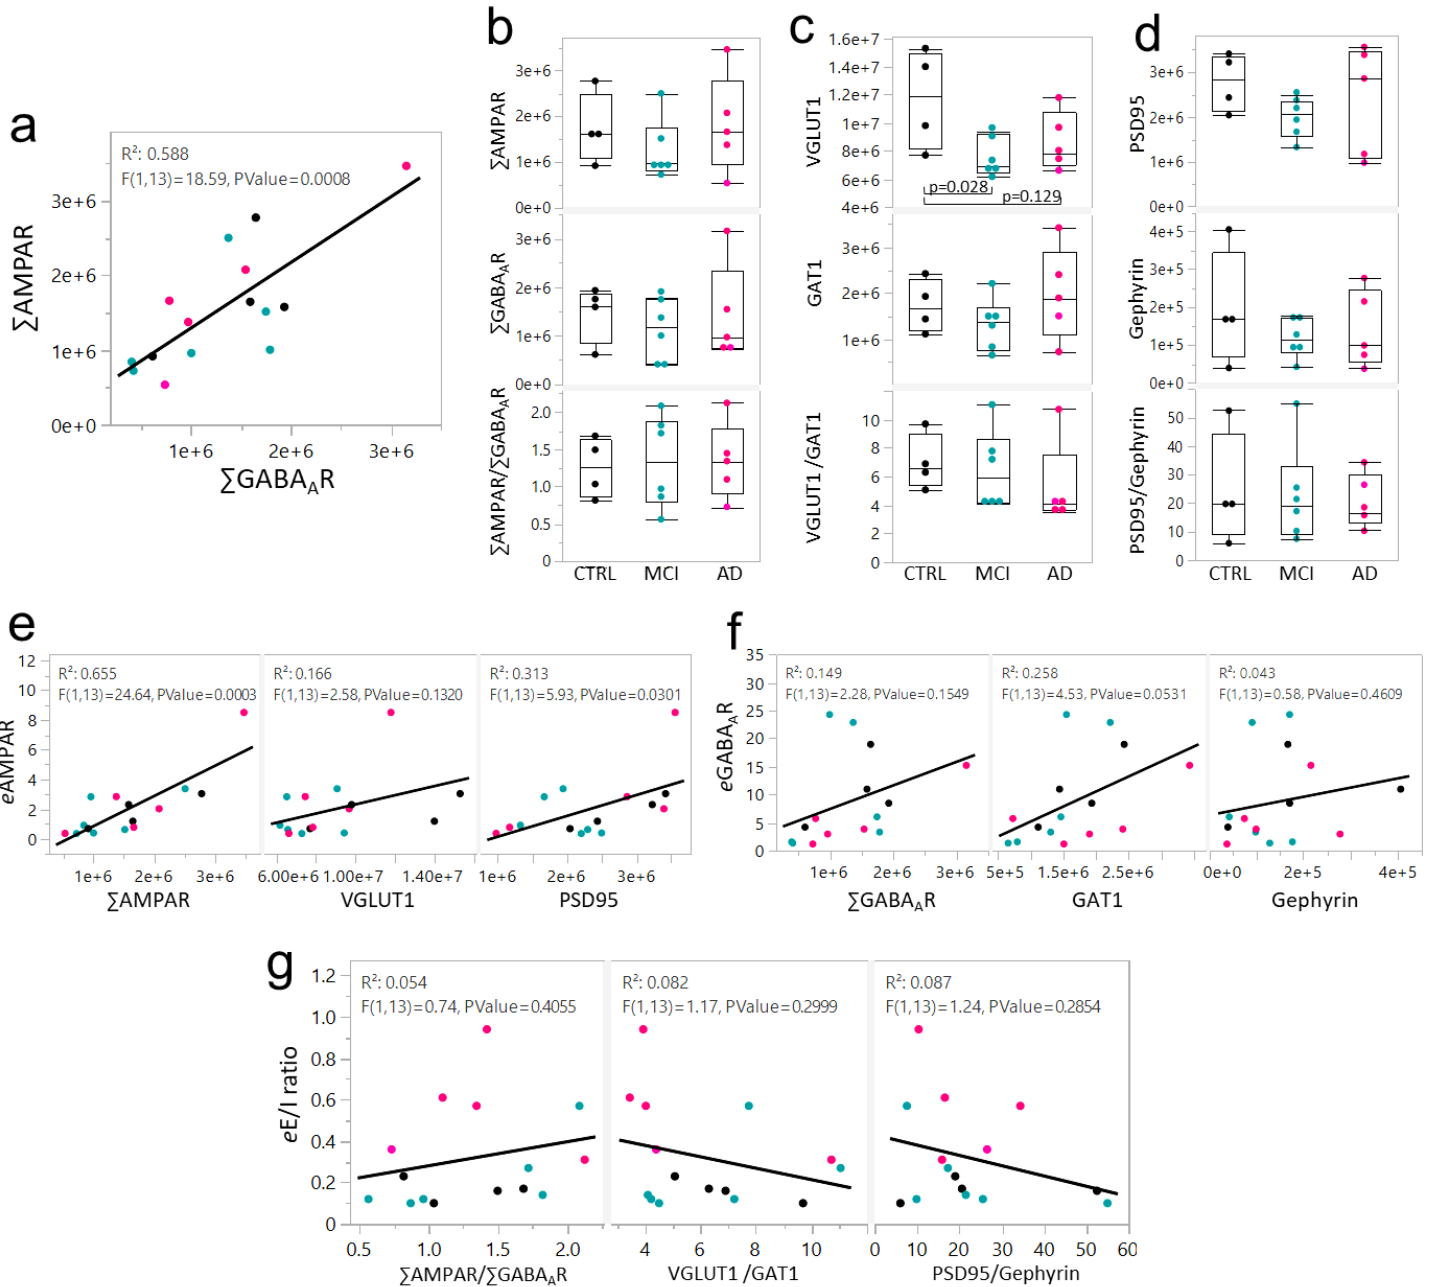 a
R²: 0.588
F(1,13)=18.59, PValue=0.0008
∑AMPAR
3e+6
2e+6
1e+6
0e+0
1e+6 2e+6 3e+6
∑GABA_AR
b
∑AMPAR
3e+6
2e+6
1e+6
0e+0
∑GABA_AR
3e+6
2e+6
1e+6
0e+0
∑AMPAR/∑GABA_AR
2.0
1.5
1.0
0.5
0
CTRL MCI AD
c
VGLUT1
1.6e+7
1.4e+7
1.2e+7
1e+7
8e+6
6e+6
4e+6
p=0.028
p=0.129
GAT1
3e+6
2e+6
1e+6
VGLUT1/GAT1
10
8
6
4
2
0
CTRL MCI AD
d
PSD95
3e+6
2e+6
1e+6
0e+0
Gephyrin
4e+5
3e+5
2e+5
1e+5
0e+0
PSD95/Gephyrin
50
40
30
20
10
0
CTRL MCI AD
e
eAMPAR
12
10
8
6
4
2
0
R²: 0.655
F(1,13)=24.64, PValue=0.0003
1e+6 2e+6 3e+6
∑AMPAR
R²: 0.166
F(1,13)=2.58, PValue=0.1320
6.00e+6 1.00e+7 1.40e+7
VGLUT1
R²: 0.313
F(1,13)=5.93, PValue=0.0301
1e+6 2e+6 3e+6
PSD95
f
eGABA_AR
35
30
25
20
15
10
5
0
R²: 0.149
F(1,13)=2.28, PValue=0.1549
1e+6 2e+6 3e+6
∑GABA_AR
R²: 0.258
F(1,13)=4.53, PValue=0.0531
5e+5 1.5e+6 2.5e+6
GAT1
R²: 0.043
F(1,13)=0.58, PValue=0.4609
0e+0 2e+5 4e+5
Gephyrin
g
eE/I ratio
1.2
1.0
0.8
0.6
0.4
0.2
0
R²: 0.054
F(1,13)=0.74, PValue=0.4055
0.5 1.0 1.5 2.0
∑AMPAR/∑GABA_AR
R²: 0.082
F(1,13)=1.17, PValue=0.2999
4 6 8 10
VGLUT1/GAT1
R²: 0.087
F(1,13)=1.24, PValue=0.2854
0 10 20 30 40 50 60
PSD95/Gephyrin